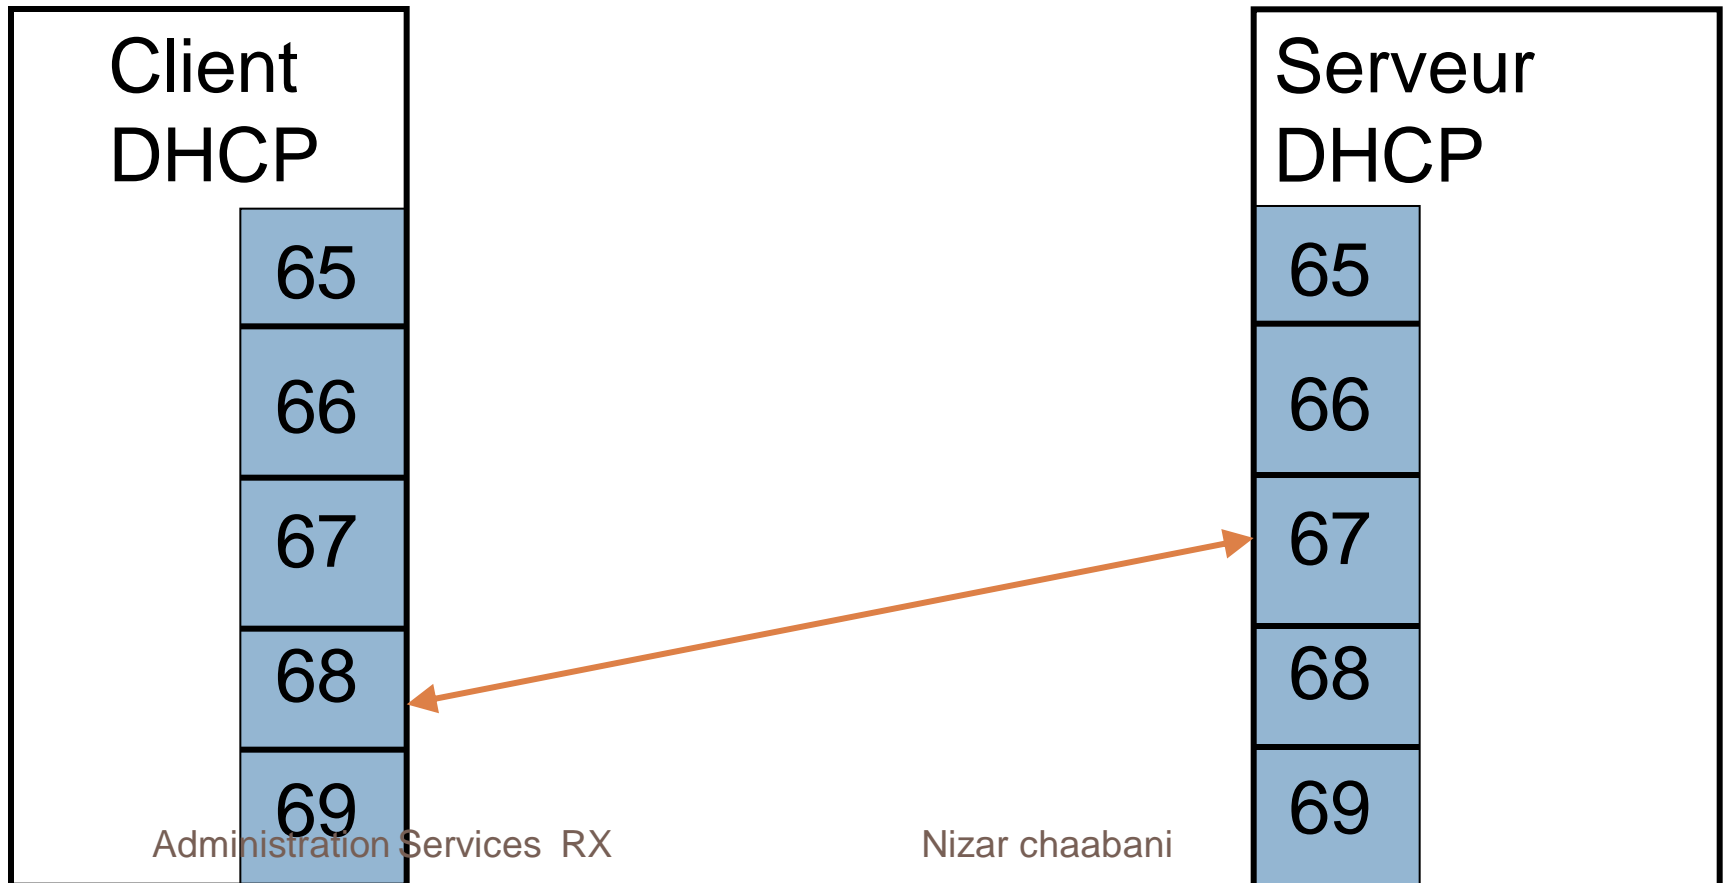 Client
DHCP
65
66
67
68
69
Serveur
DHCP
65
66
67
68
69
Administration Services RX
Nizar chaabani